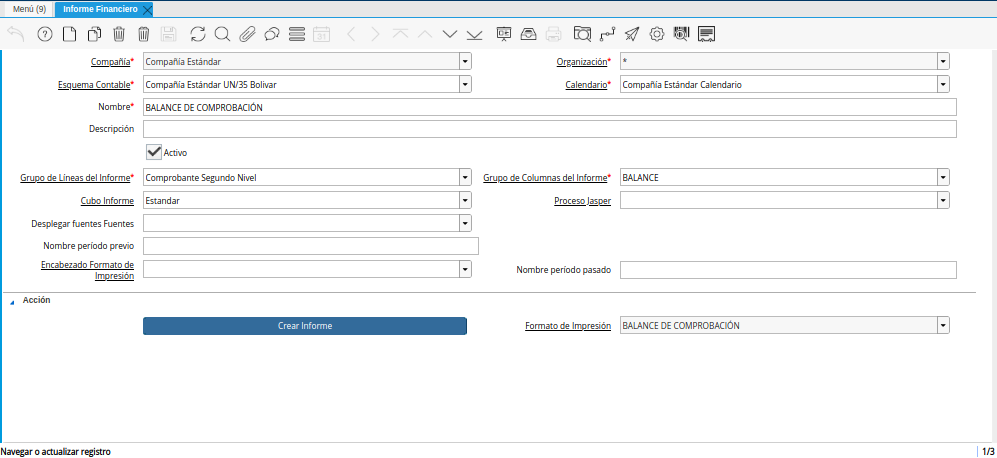 Menú (9) Informe Financiero
31
Compañía* Compañía Estándar Organización* *
Esquema Contable* Compañía Estándar UN/35 Bolivar Calendario* Compañía Estándar Calendario
Nombre* BALANCE DE COMPROBACIÓN
Descripción
Activo
Grupo de Líneas del Informe* Comprobante Segundo Nivel Grupo de Columnas del Informe* BALANCE
Cubo Informe Estandar Proceso Jasper
Desplegar fuentes Fuentes
Nombre período previo
Encabezado Formato de
Impresión Nombre período pasado
Acción
Crear Informe Formato de Impresión BALANCE DE COMPROBACIÓN
Navegar o actualizar registro 1/3